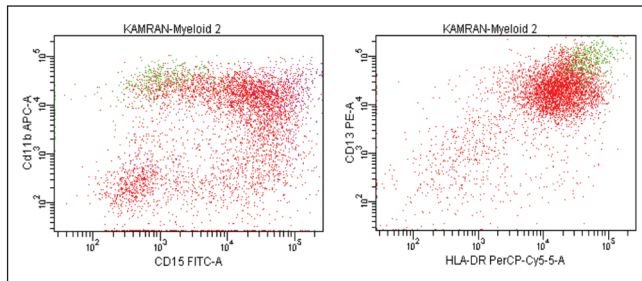 KAMRAN-Myeloid 2
Cd11b APC-A
10^5
10^4
10^3
10^2
10^2
10^3
10^4
10^5
CD15 FITC-A
KAMRAN-Myeloid 2
CD13 PE-A
10^5
10^4
10^3
10^2
10^2
10^3
10^4
10^5
HLA-DR PerCP-Cy5-5-A